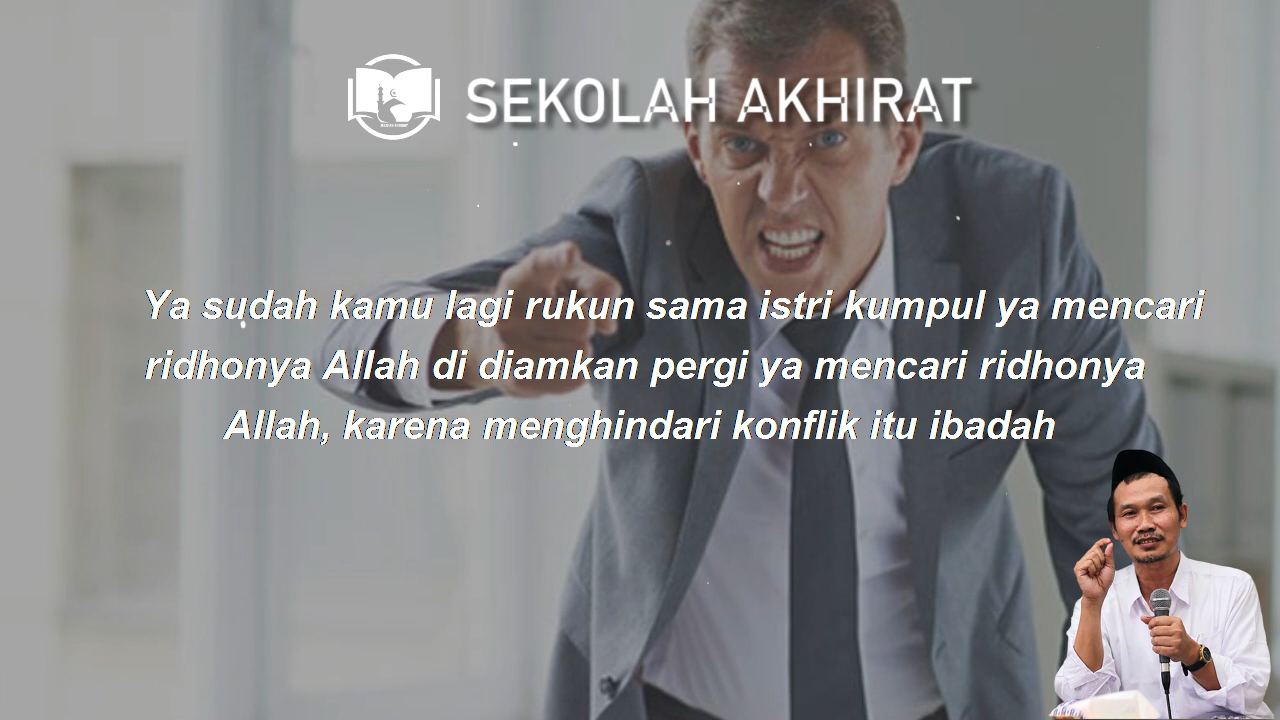 SEKOLAH AKHIRAT
Ya sudah kamu lagi rukun sama istri kumpul ya mencari
ridhonya Allah di diamkan pergi ya mencari ridhonya
Allah, karena menghindari konflik itu ibadah